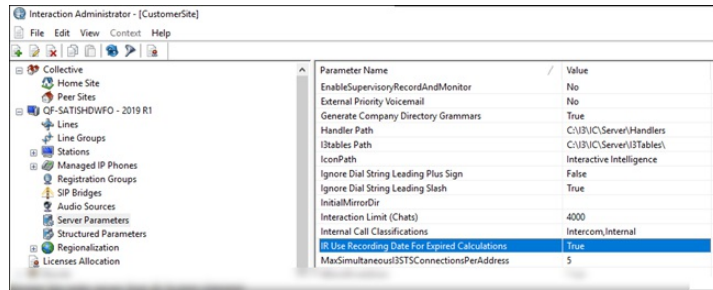 Interaction Administrator - [CustomerSite]
File Edit View Context Help
Collective
Home Site
Peer Sites
QF-SATISHDWFO - 2019 R1
Lines
Line Groups
Stations
Managed IP Phones
Registration Groups
SIP Bridges
Audio Sources
Server Parameters
Structured Parameters
Regionalization
Licenses Allocation
Parameter Name Value
EnableSupervisoryRecordAndMonitor No
External Priority Voicemail No
Generate Company Directory Grammars True
Handler Path C:\I3\IC\Server\Handlers
I3tables Path C:\I3\IC\Server\I3Tables\
IconPath Interactive Intelligence
Ignore Dial String Leading Plus Sign False
Ignore Dial String Leading Slash True
InitialMirrorDir
Interaction Limit (Chats) 4000
Internal Call Classifications Intercom,Internal
IR Use Recording Date For Expired Calculations True
MaxSimultaneousI3STSConnectionsPerAddress 5